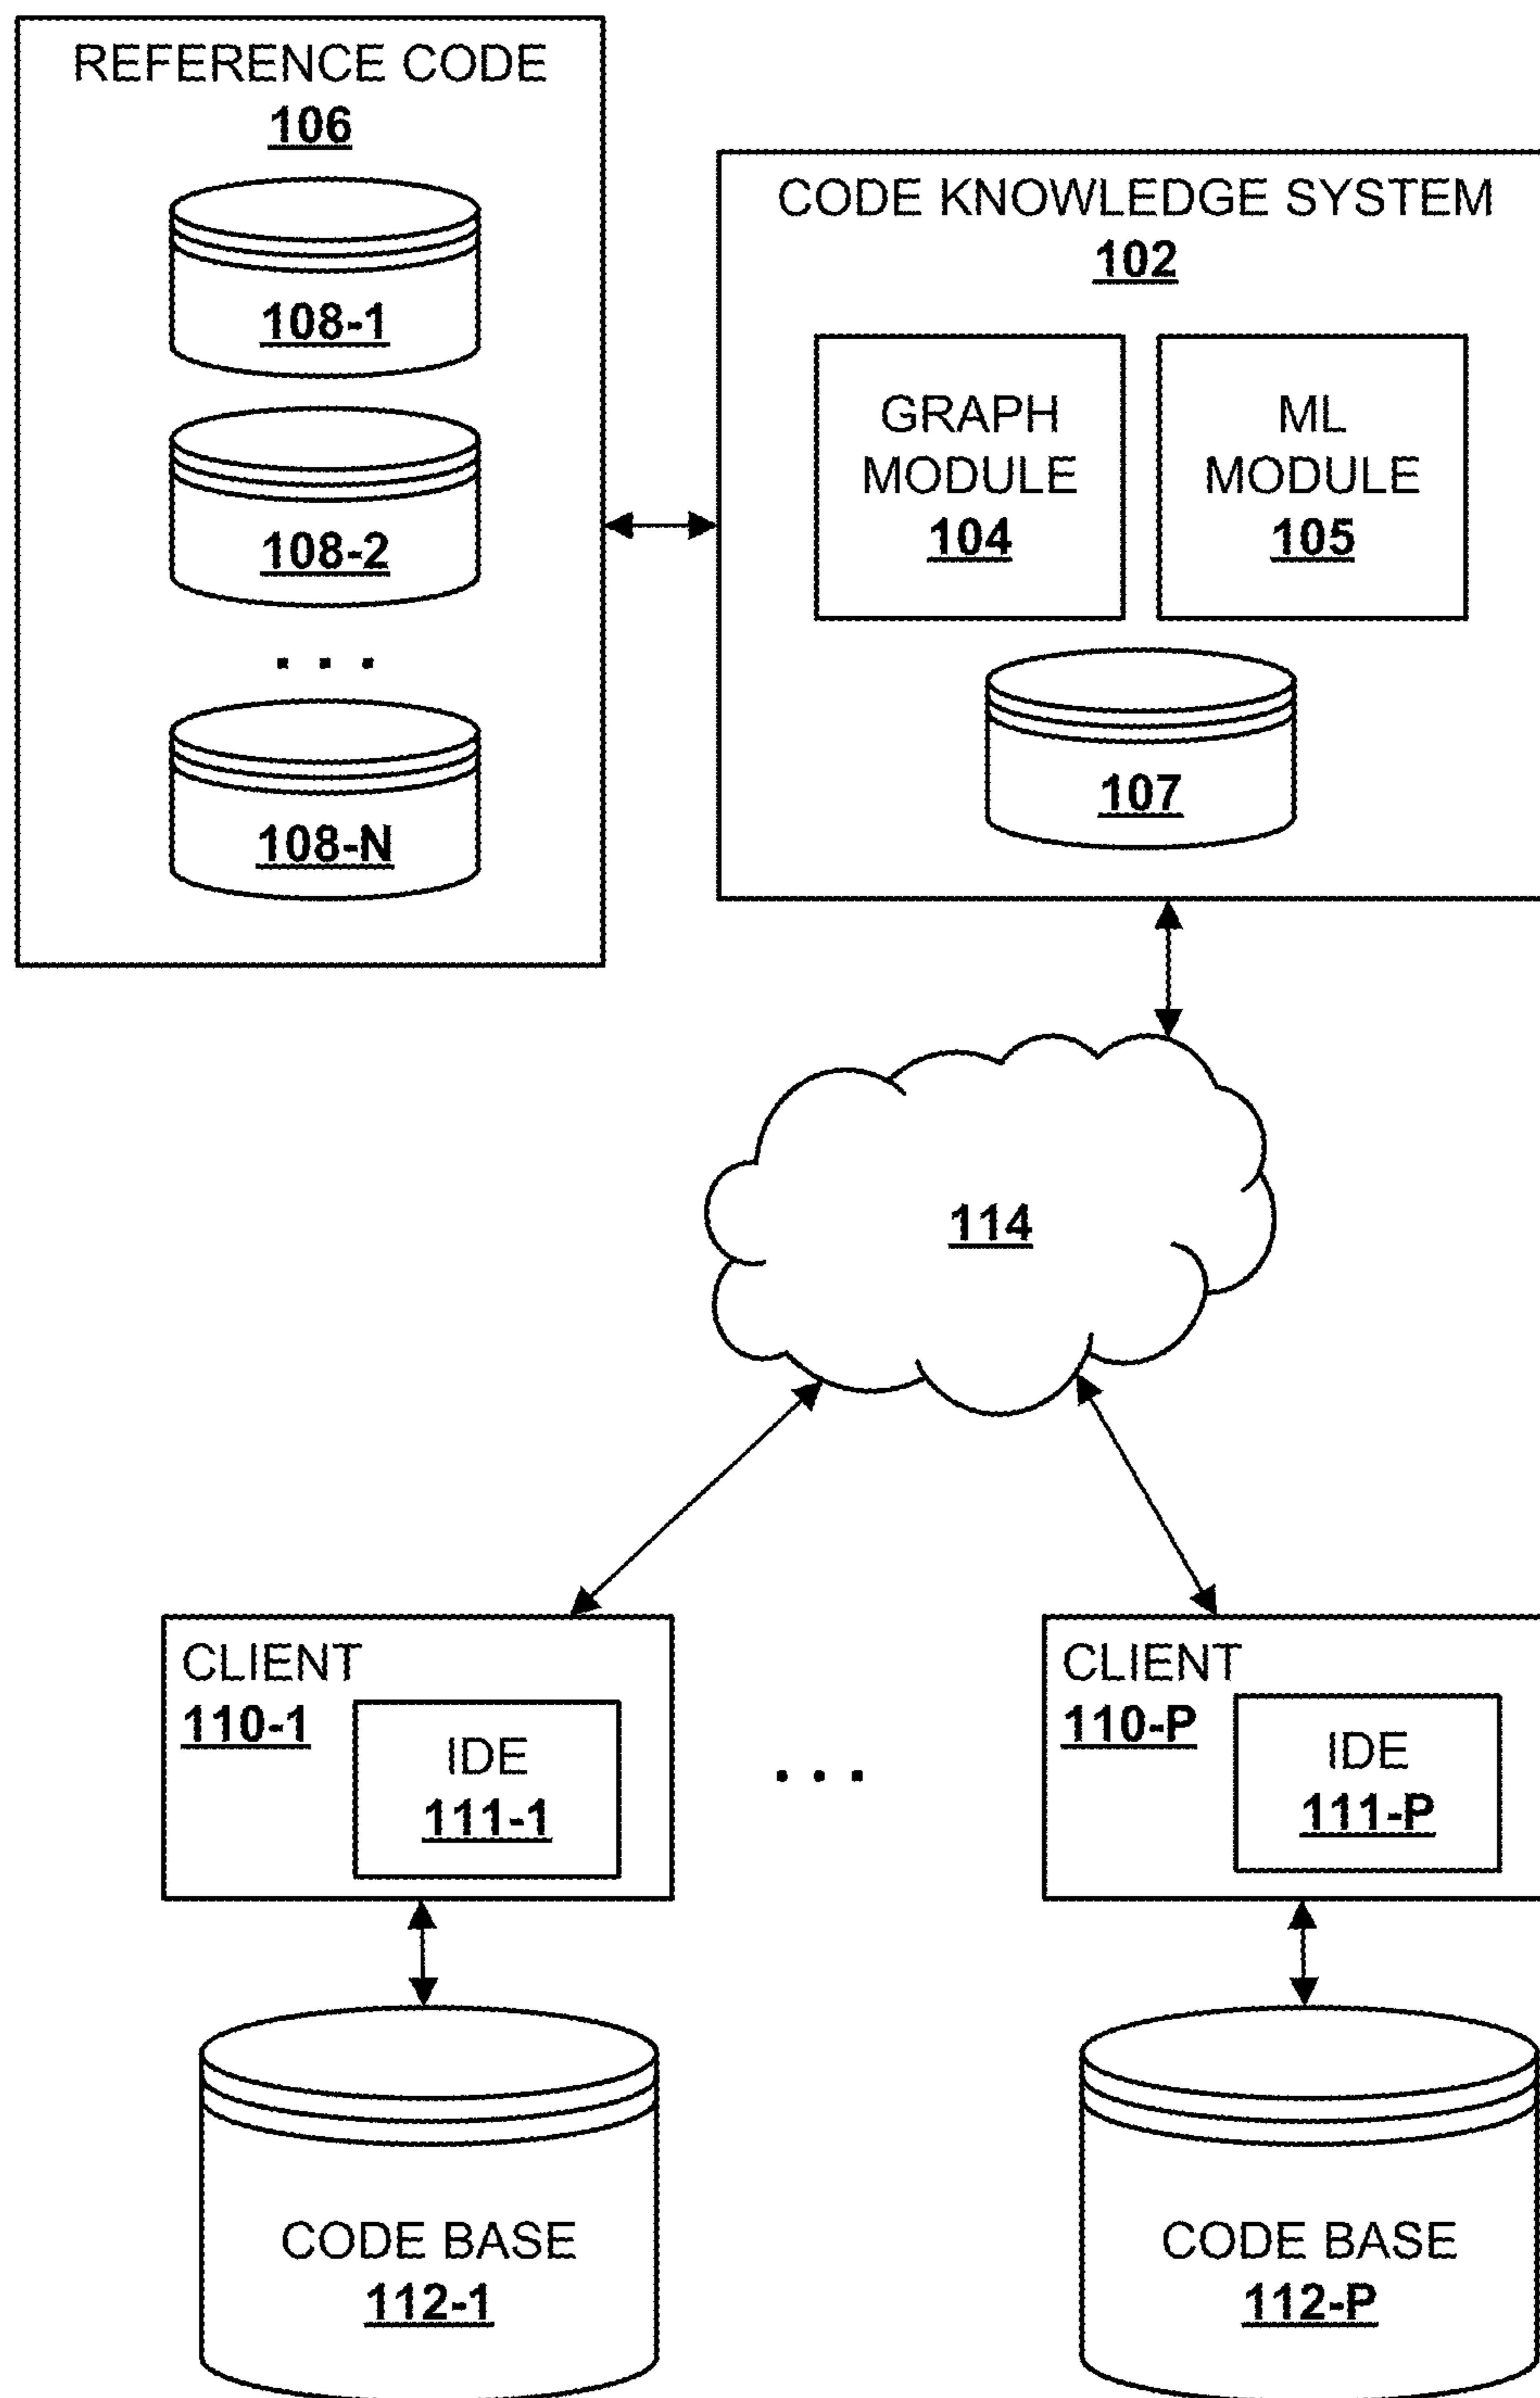 REFERENCE CODE
106
108-1
108-2
. . .
108-N
CODE KNOWLEDGE SYSTEM
102
GRAPH
MODULE
104
ML
MODULE
105
107
114
CLIENT
110-1
IDE
111-1
. . .
CLIENT
110-P
IDE
111-P
CODE BASE
112-1
CODE BASE
112-P